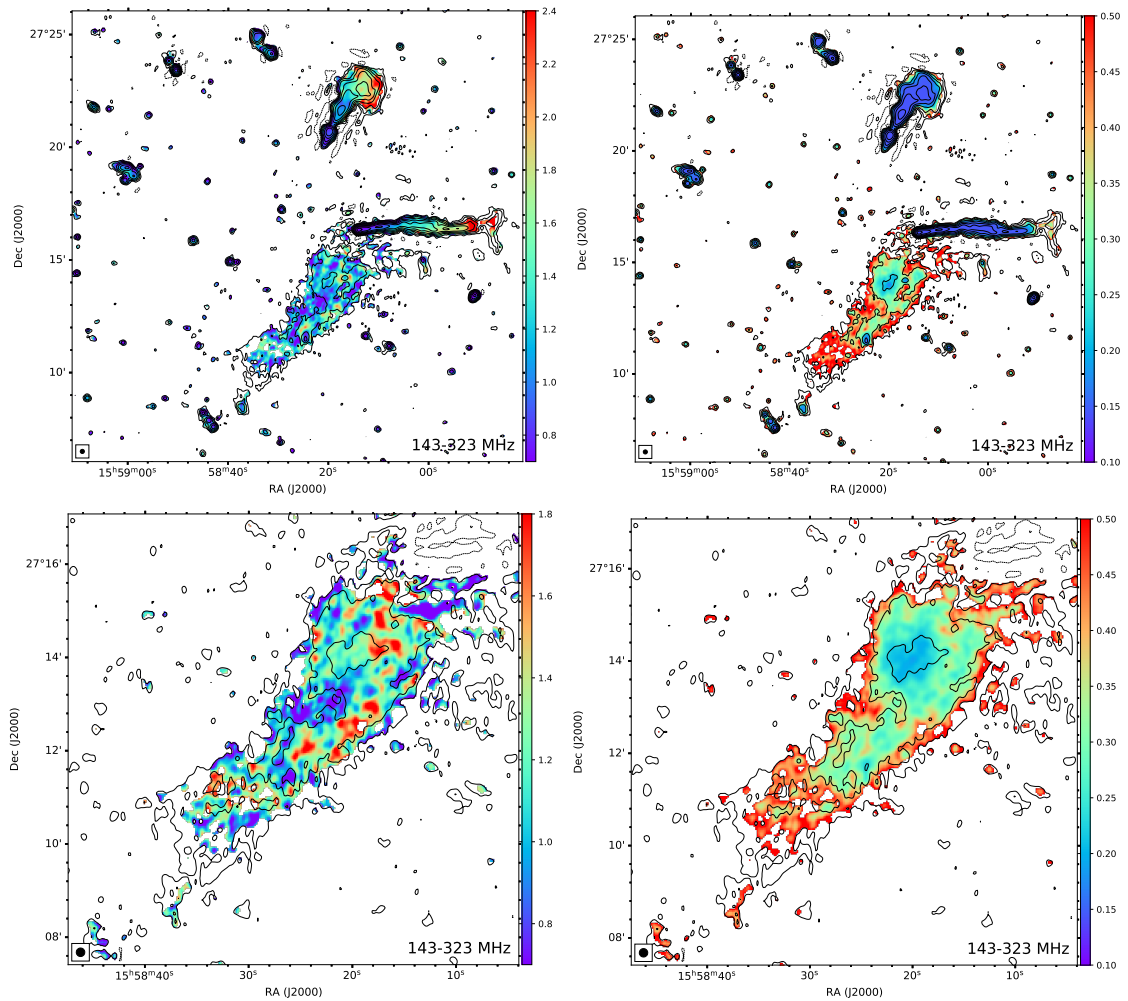 2.4
2.2
2.0
1.8
1.6
1.4
1.2
1.0
0.8
27°25'
20'
15'
10'
Dec (J2000)
143-323 MHz
15ʰ59ᵐ00ˢ
58ᵐ40ˢ
20ˢ
00ˢ
RA (J2000)
0.50
0.45
0.40
0.35
0.30
0.25
0.20
0.15
0.10
27°25'
20'
15'
10'
Dec (J2000)
143-323 MHz
15ʰ59ᵐ00ˢ
58ᵐ40ˢ
20ˢ
00ˢ
RA (J2000)
1.8
1.6
1.4
1.2
1.0
0.8
27°16'
14'
12'
10'
08'
Dec (J2000)
143-323 MHz
15ʰ58ᵐ40ˢ
30ˢ
20ˢ
10ˢ
RA (J2000)
0.50
0.45
0.40
0.35
0.30
0.25
0.20
0.15
0.10
27°16'
14'
12'
10'
08'
Dec (J2000)
143-323 MHz
15ʰ58ᵐ40ˢ
30ˢ
20ˢ
10ˢ
RA (J2000)